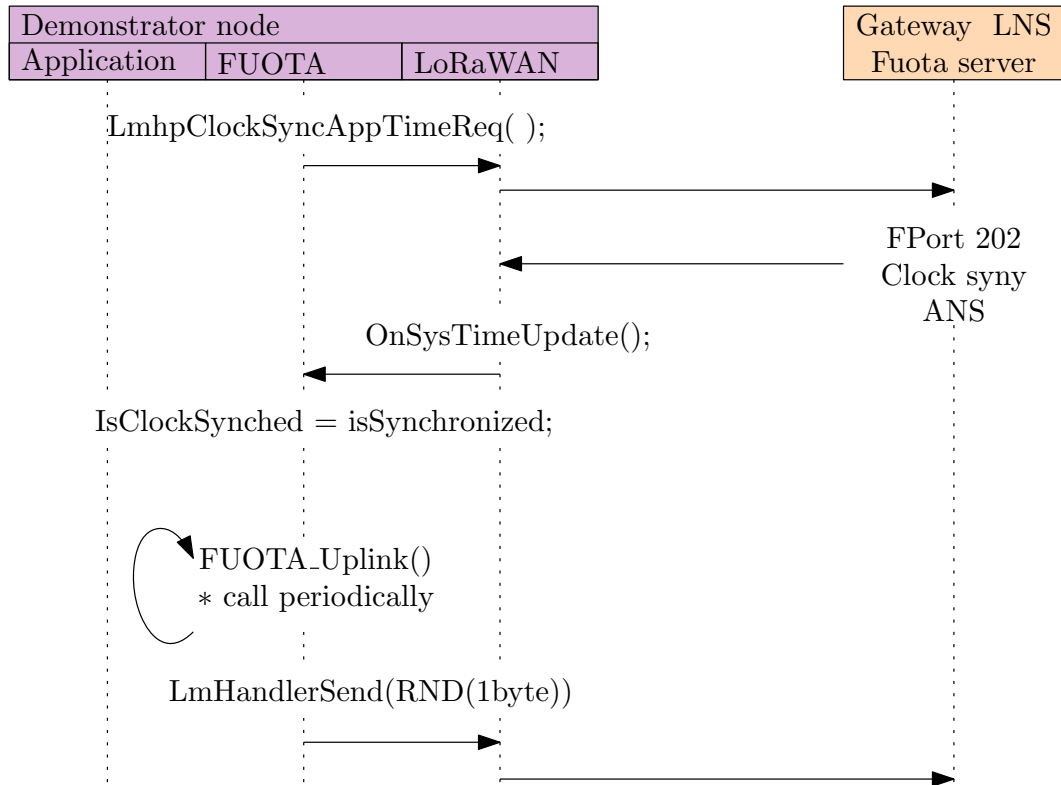 Demonstrator node
Application FUOTA LoRaWAN
Gateway LNS
Fuota server
LmhpClockSyncAppTimeReq( );
FPort 202
Clock syny
ANS
OnSysTimeUpdate();
IsClockSynched = isSynchronized;
FUOTA_Uplink()
* call periodically
LmHandlerSend(RND(1byte))